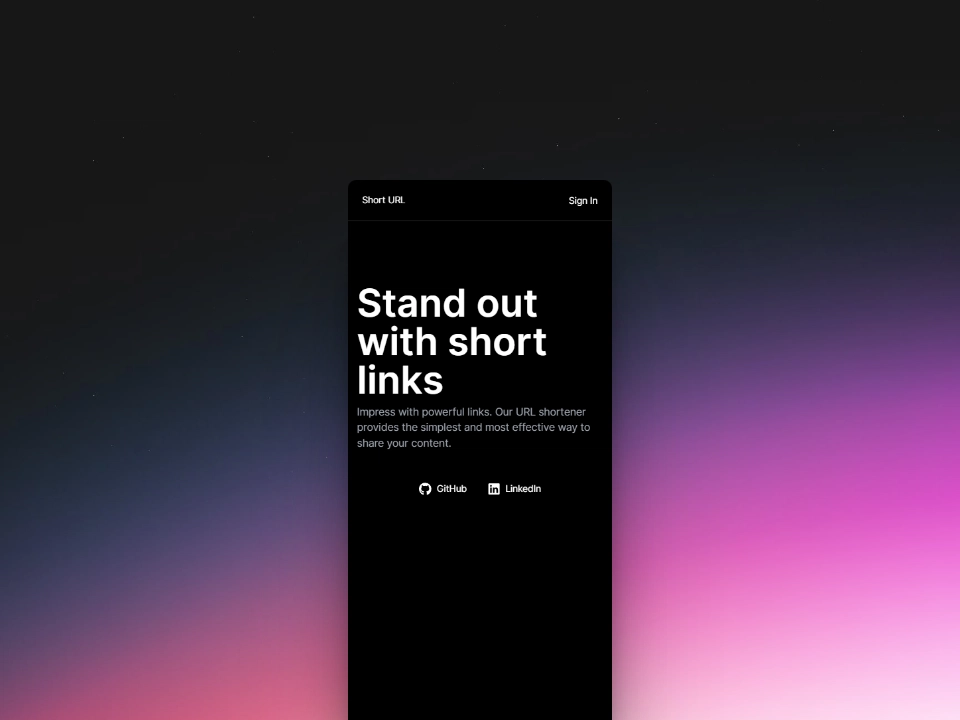 Short URL
Sign In
Stand out
with short
links
Impress with powerful links. Our URL shortener
provides the simplest and most effective way to
share your content.
GitHub
LinkedIn